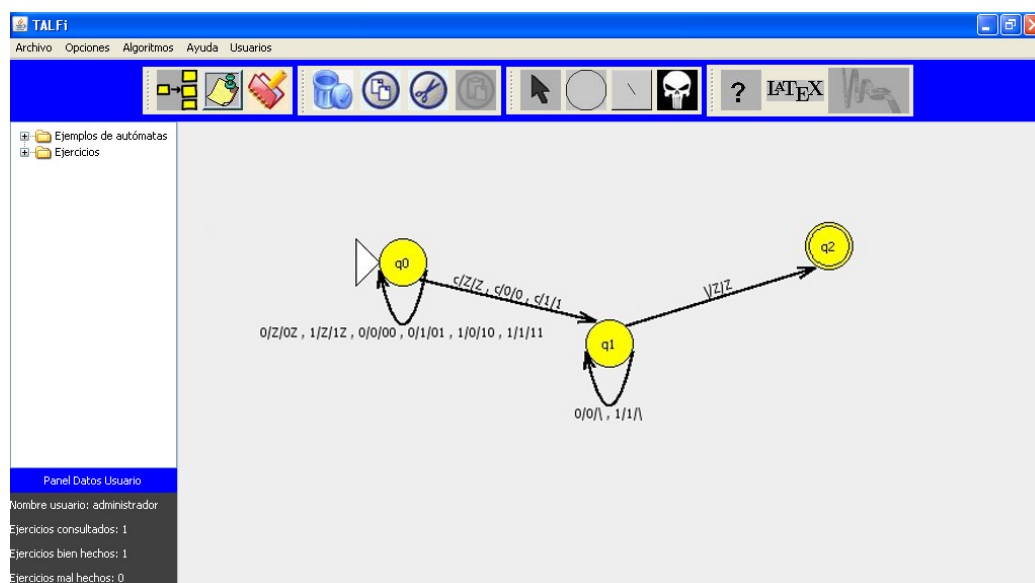 TALFi
Archivo Opciones Algoritmos Ayuda Usuarios
? LATEX
Ejemplos de autómatas
Ejercicios
q0
c/Z/Z , c/0/0 , c/1/1
\/Z/Z
q2
0/Z/0Z , 1/Z/1Z , 0/0/00 , 0/1/01 , 1/0/10 , 1/1/11
q1
0/0/\ , 1/1/\
Panel Datos Usuario
Nombre usuario: administrador
Ejercicios consultados: 1
Ejercicios bien hechos: 1
Ejercicios mal hechos: 0